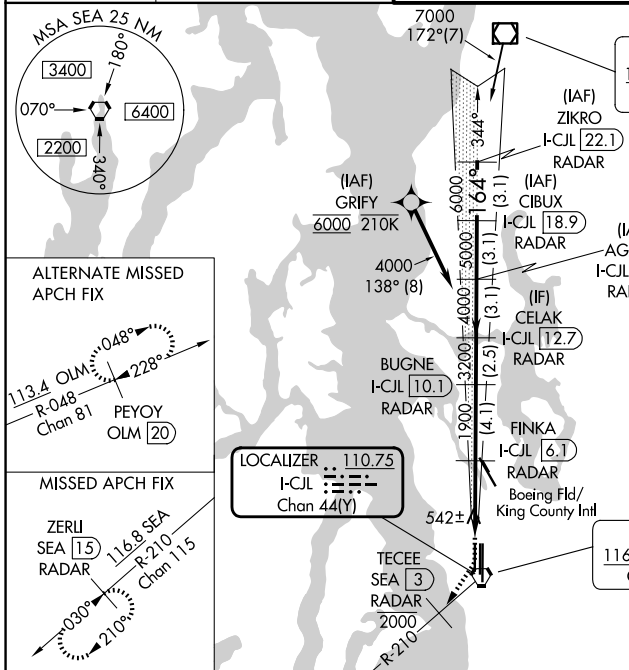 MSA SEA 25 NM
180°
3400
070°
6400
2200
340°
7000
172°(7)
1
(IAF)
ZIKRO
I-CJL 22.1
RADAR
344°
164°
6000
(3.1)
(IAF)
CIBUX
I-CJL 18.9
RADAR
(IAF)
GRIFY
6000 210K
4000
138° (8)
5000
(3.1)
(IA
AG
I-CJL
RA
4000
(3.1)
(IF)
CELAK
I-CJL 12.7
RADAR
3200
(2.5)
BUGNE
I-CJL 10.1
RADAR
1900
(4.1)
FINKA
I-CJL 6.1
RADAR
Boeing Fld/
King County Intl
ALTERNATE MISSED
APCH FIX
048°
228°
113.4 OLM
R-048
Chan 81
PEYOY
OLM 20
LOCALIZER 110.75
I-CJL
Chan 44(Y)
542±
MISSED APCH FIX
ZERLI
SEA 15
RADAR
116.8 SEA
R-210
Chan 115
030°
210°
TECEE
SEA 3
RADAR
2000
R-210
116
C